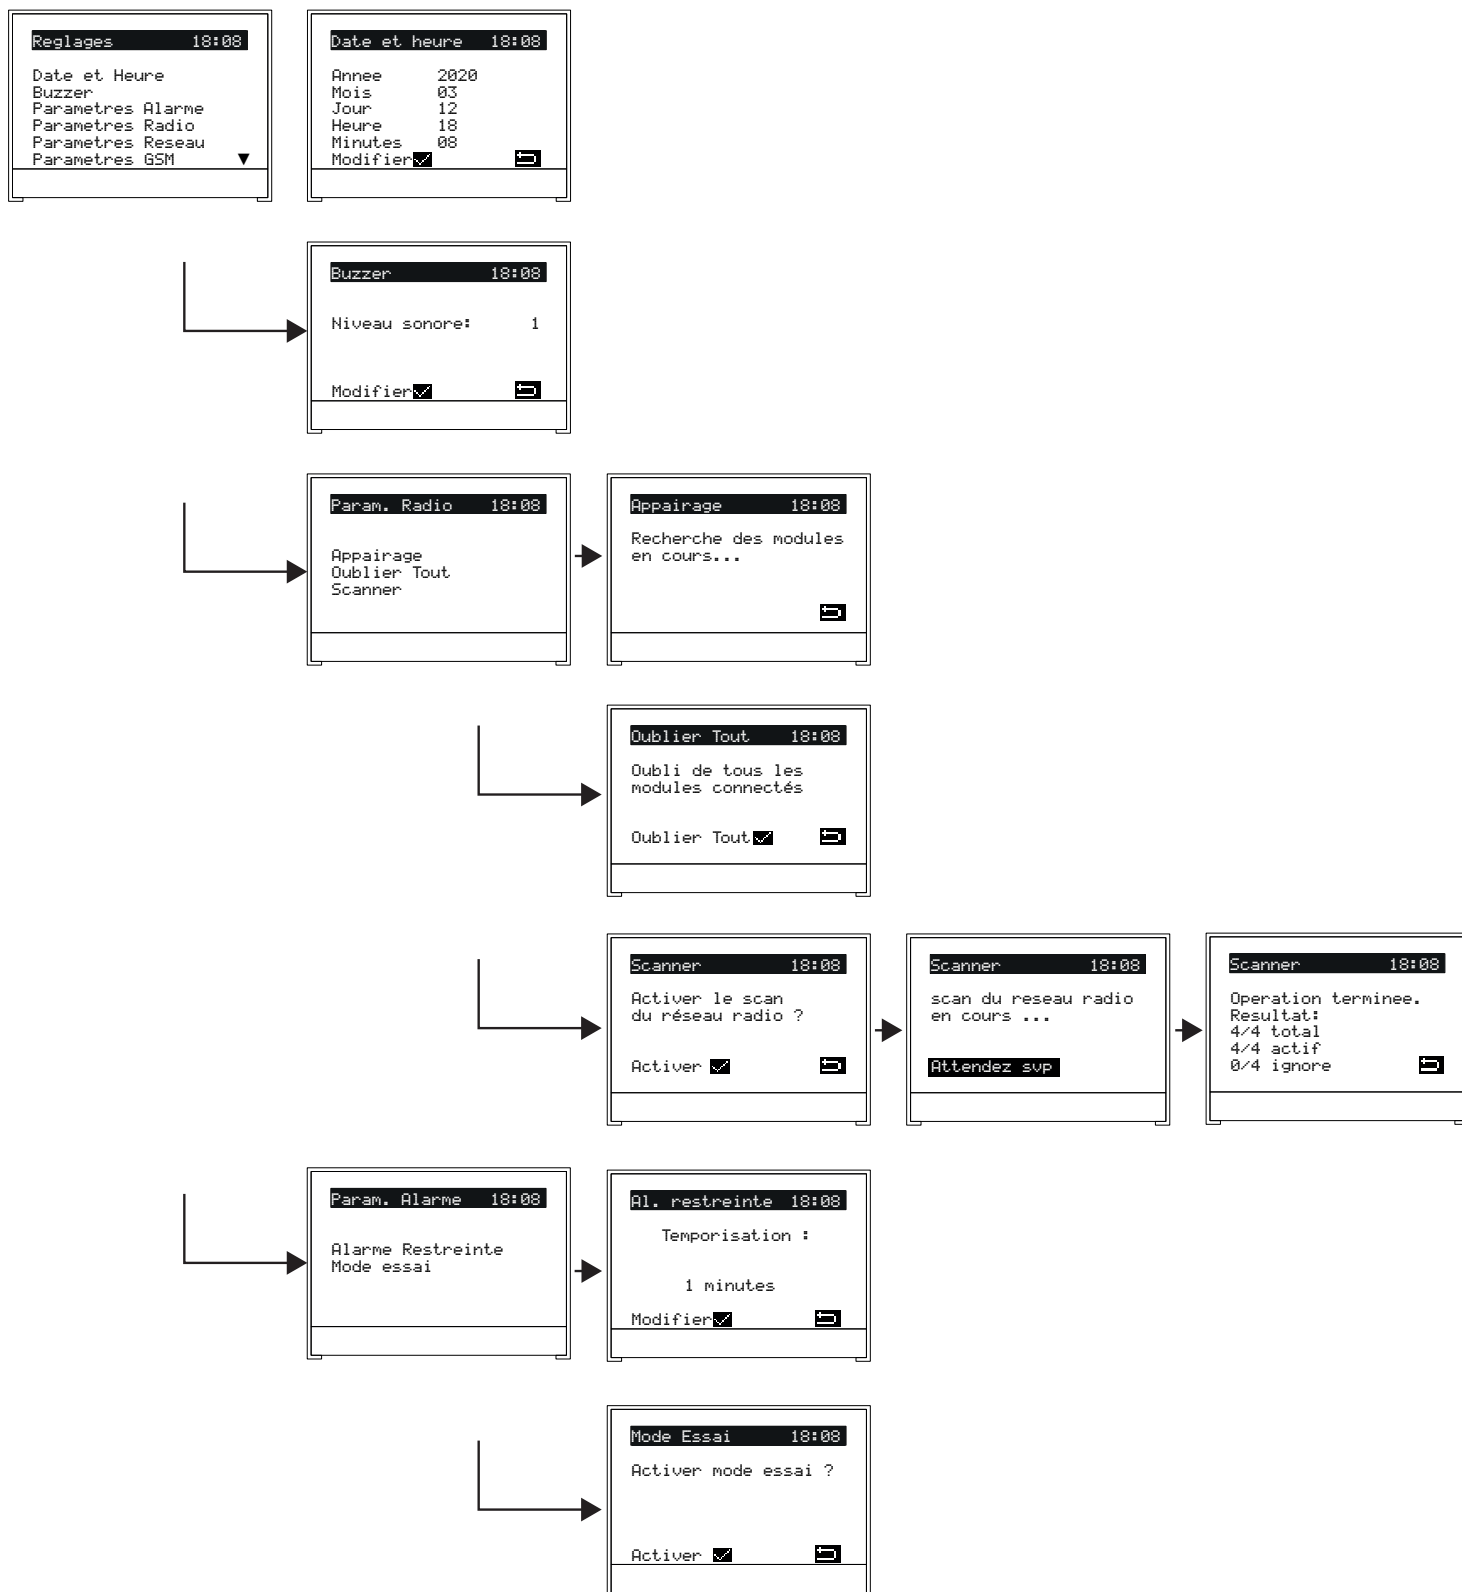 Reglages 18:08
Date et Heure
Buzzer
Parametres Alarme
Parametres Radio
Parametres Reseau
Parametres GSM ▼
Date et heure 18:08
Annee 2020
Mois 03
Jour 12
Heure 18
Minutes 08
Modifier
Buzzer 18:08
Niveau sonore: 1
Modifier
Param. Radio 18:08
Appairage
Oublier Tout
Scanner
Appairage 18:08
Recherche des modules
en cours...
Oublier Tout 18:08
Oubli de tous les
modules connectés
Oublier Tout
Scanner 18:08
Activer le scan
du réseau radio ?
Activer
Scanner 18:08
scan du reseau radio
en cours ...
Attendez svp
Scanner 18:08
Operation terminee.
Resultat:
4/4 total
4/4 actif
0/4 ignore
Param. Alarme 18:08
Alarme Restreinte
Mode essai
Al. restreinte 18:08
Temporisation :
1 minutes
Modifier
Mode Essai 18:08
Activer mode essai ?
Activer